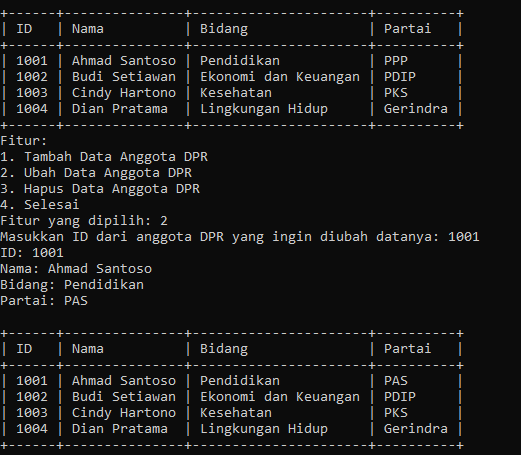 +------+---------------+----------------------+----------+
| ID   | Nama          | Bidang               | Partai   |
+------+---------------+----------------------+----------+
| 1001 | Ahmad Santoso | Pendidikan           | PPP      |
| 1002 | Budi Setiawan | Ekonomi dan Keuangan | PDIP     |
| 1003 | Cindy Hartono | Kesehatan            | PKS      |
| 1004 | Dian Pratama  | Lingkungan Hidup     | Gerindra |
+------+---------------+----------------------+----------+
Fitur:
1. Tambah Data Anggota DPR
2. Ubah Data Anggota DPR
3. Hapus Data Anggota DPR
4. Selesai
Fitur yang dipilih: 2
Masukkan ID dari anggota DPR yang ingin diubah datanya: 1001
ID: 1001
Nama: Ahmad Santoso
Bidang: Pendidikan
Partai: PAS

+------+---------------+----------------------+----------+
| ID   | Nama          | Bidang               | Partai   |
+------+---------------+----------------------+----------+
| 1001 | Ahmad Santoso | Pendidikan           | PAS      |
| 1002 | Budi Setiawan | Ekonomi dan Keuangan | PDIP     |
| 1003 | Cindy Hartono | Kesehatan            | PKS      |
| 1004 | Dian Pratama  | Lingkungan Hidup     | Gerindra |
+------+---------------+----------------------+----------+